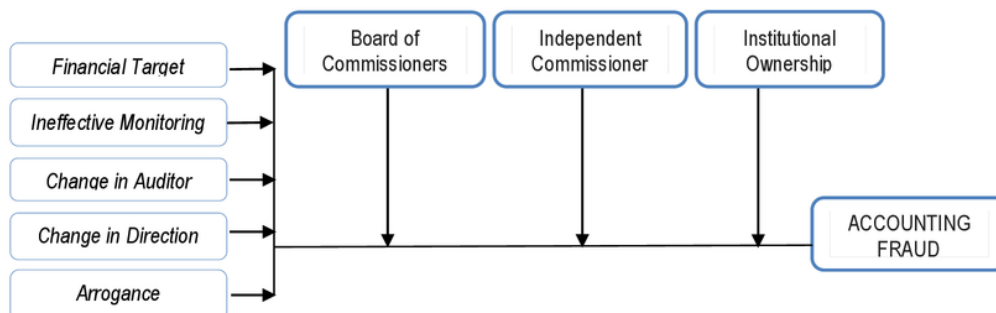 Board of
Commissioners
Independent
Commissioner
Institutional
Ownership
Financial Target
Ineffective Monitoring
Change in Auditor
Change in Direction
Arrogance
ACCOUNTING
FRAUD